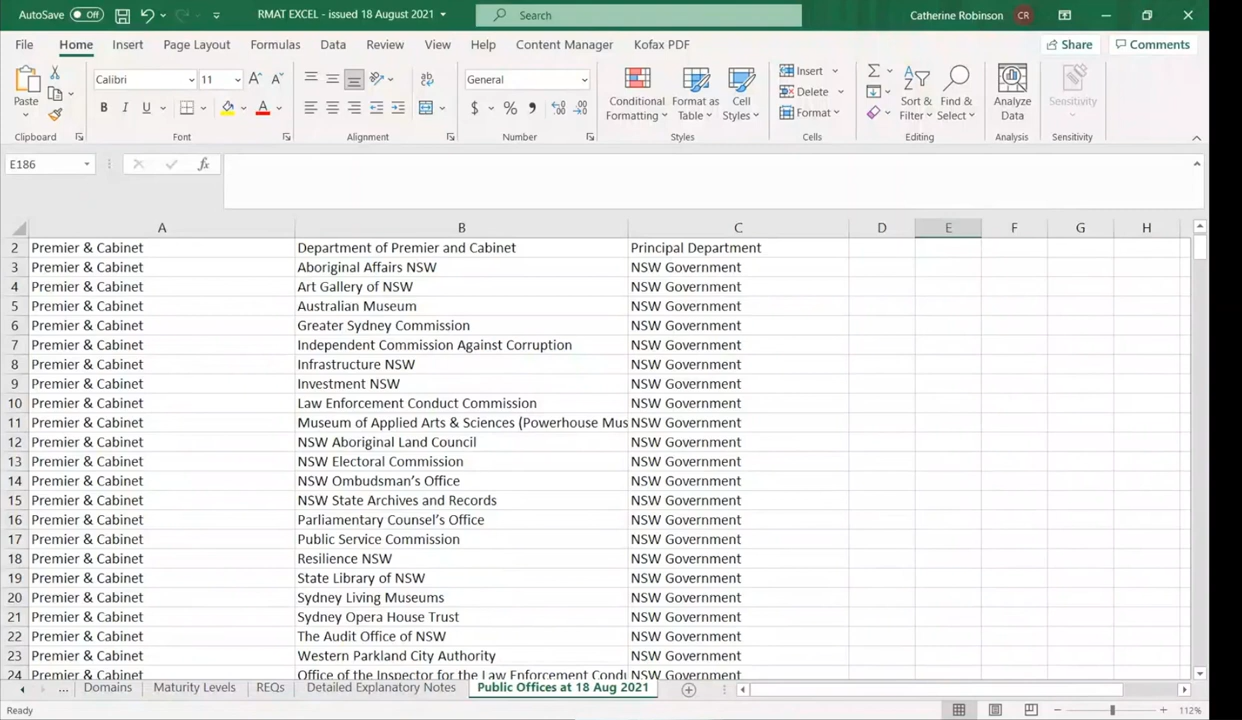 AutoSave Off RMAT EXCEL - issued 18 August 2021 Search Catherine Robinson CR
File Home Insert Page Layout Formulas Data Review View Help Content Manager Kofax PDF Share Comments
Paste
Calibri 11 A A
B I U A
ab
General
$ % ,
Conditional Formatting
Format as Table
Cell Styles
Insert
Delete
Format
Sort & Filter
Find & Select
Analyze Data
Sensitivity
Clipboard Font Alignment Number Styles Cells Editing Analysis Sensitivity
E186 fx
A B C D E F G H
2 Premier & Cabinet Department of Premier and Cabinet Principal Department
3 Premier & Cabinet Aboriginal Affairs NSW NSW Government
4 Premier & Cabinet Art Gallery of NSW NSW Government
5 Premier & Cabinet Australian Museum NSW Government
6 Premier & Cabinet Greater Sydney Commission NSW Government
7 Premier & Cabinet Independent Commission Against Corruption NSW Government
8 Premier & Cabinet Infrastructure NSW NSW Government
9 Premier & Cabinet Investment NSW NSW Government
10 Premier & Cabinet Law Enforcement Conduct Commission NSW Government
11 Premier & Cabinet Museum of Applied Arts & Sciences (Powerhouse Mus NSW Government
12 Premier & Cabinet NSW Aboriginal Land Council NSW Government
13 Premier & Cabinet NSW Electoral Commission NSW Government
14 Premier & Cabinet NSW Ombudsman’s Office NSW Government
15 Premier & Cabinet NSW State Archives and Records NSW Government
16 Premier & Cabinet Parliamentary Counsel’s Office NSW Government
17 Premier & Cabinet Public Service Commission NSW Government
18 Premier & Cabinet Resilience NSW NSW Government
19 Premier & Cabinet State Library of NSW NSW Government
20 Premier & Cabinet Sydney Living Museums NSW Government
21 Premier & Cabinet Sydney Opera House Trust NSW Government
22 Premier & Cabinet The Audit Office of NSW NSW Government
23 Premier & Cabinet Western Parkland City Authority NSW Government
24 Premier & Cabinet Office of the Inspector for the Law Enforcement Condu NSW Government
... Domains Maturity Levels REQs Detailed Explanatory Notes Public Offices at 18 Aug 2021
Ready 112%